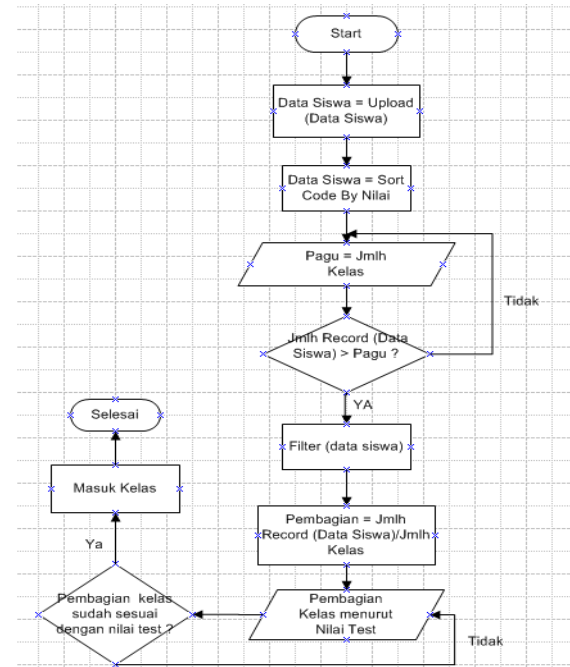 Start
Data Siswa = Upload
(Data Siswa)
Data Siswa = Sort
Code By Nilai
Pagu = Jmlh
Kelas
Tidak
Jmlh Record (Data
Siswa) > Pagu ?
YA
Filter (data siswa)
Pembagian = Jmlh
Record (Data Siswa)/Jmlh
Kelas
Pembagian
Kelas menurut
Nilai Test
Tidak
Pembagian kelas
sudah sesuai
dengan nilai test ?
Ya
Masuk Kelas
Selesai